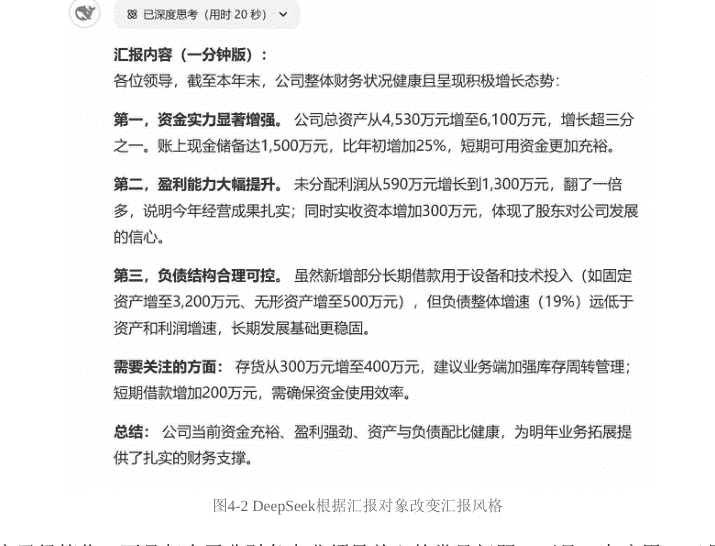 已深度思考（用时 20 秒）
汇报内容（一分钟版）：
各位领导，截至本年末，公司整体财务状况健康且呈现积极增长态势：
第一，资金实力显著增强。 公司总资产从4,530万元增至6,100万元，增长超三分
之一。账上现金储备达1,500万元，比年初增加25%，短期可用资金更加充裕。
第二，盈利能力大幅提升。 未分配利润从590万元增长到1,300万元，翻了一倍
多，说明今年经营成果扎实；同时实收资本增加300万元，体现了股东对公司发展
的信心。
第三，负债结构合理可控。 虽然新增部分长期借款用于设备和技术投入（如固定
资产增至3,200万元、无形资产增至500万元），但负债整体增速（19%）远低于
资产和利润增速，长期发展基础更稳固。
需要关注的方面： 存货从300万元增至400万元，建议业务端加强库存周转管理；
短期借款增加200万元，需确保资金使用效率。
总结： 公司当前资金充裕、盈利强劲、资产与负债配比健康，为明年业务拓展提
供了扎实的财务支撑。
图4-2 DeepSeek根据汇报对象改变汇报风格